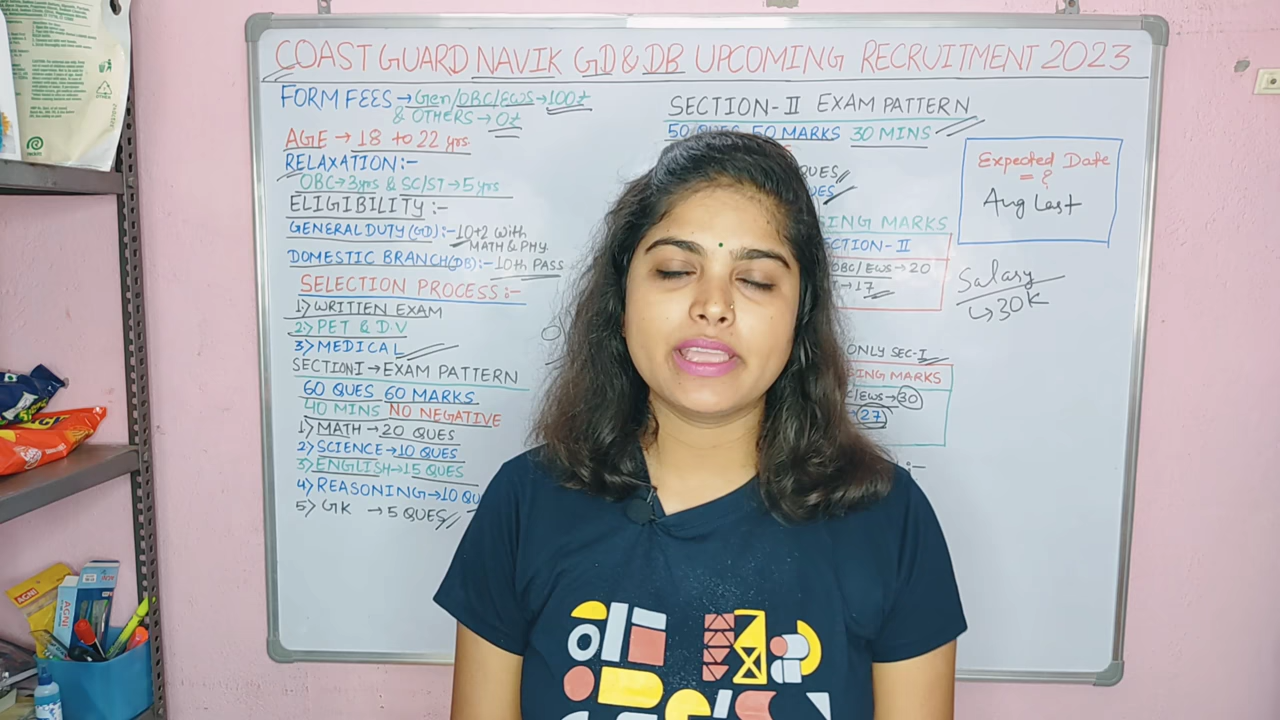 COAST GUARD NAVIK GD & DB UPCOMING RECRUITMENT 2023
FORM FEES → Gen/OBC/EWS → 100₹
& OTHERS → 0₹
AGE → 18 to 22 yrs
RELAXATION:-
OBC → 3yrs & SC/ST → 5 yrs
ELIGIBILITY:-
GENERAL DUTY (GD):- 10+2 with
MATH & PHY.
DOMESTIC BRANCH (DB):- 10th PASS
SELECTION PROCESS:-
1) WRITTEN EXAM
2) PET & D.V
3) MEDICAL
SECTION I → EXAM PATTERN
60 QUES 60 MARKS
40 MINS NO NEGATIVE
1) MATH → 20 QUES
2) SCIENCE → 10 QUES
3) ENGLISH → 15 QUES
4) REASONING → 10 QU
5) GK → 5 QUES
SECTION-II EXAM PATTERN
50 QUES 50 MARKS 30 MINS
QUES
UES
ING MARKS
ECTION-II
OBC/EWS → 20
→ 17
ONLY SEC-I
ING MARKS
C/EWS → 30
27
Expected Date
= ?
Aug Last
Salary
↳ 30K
AGNI
AGNI